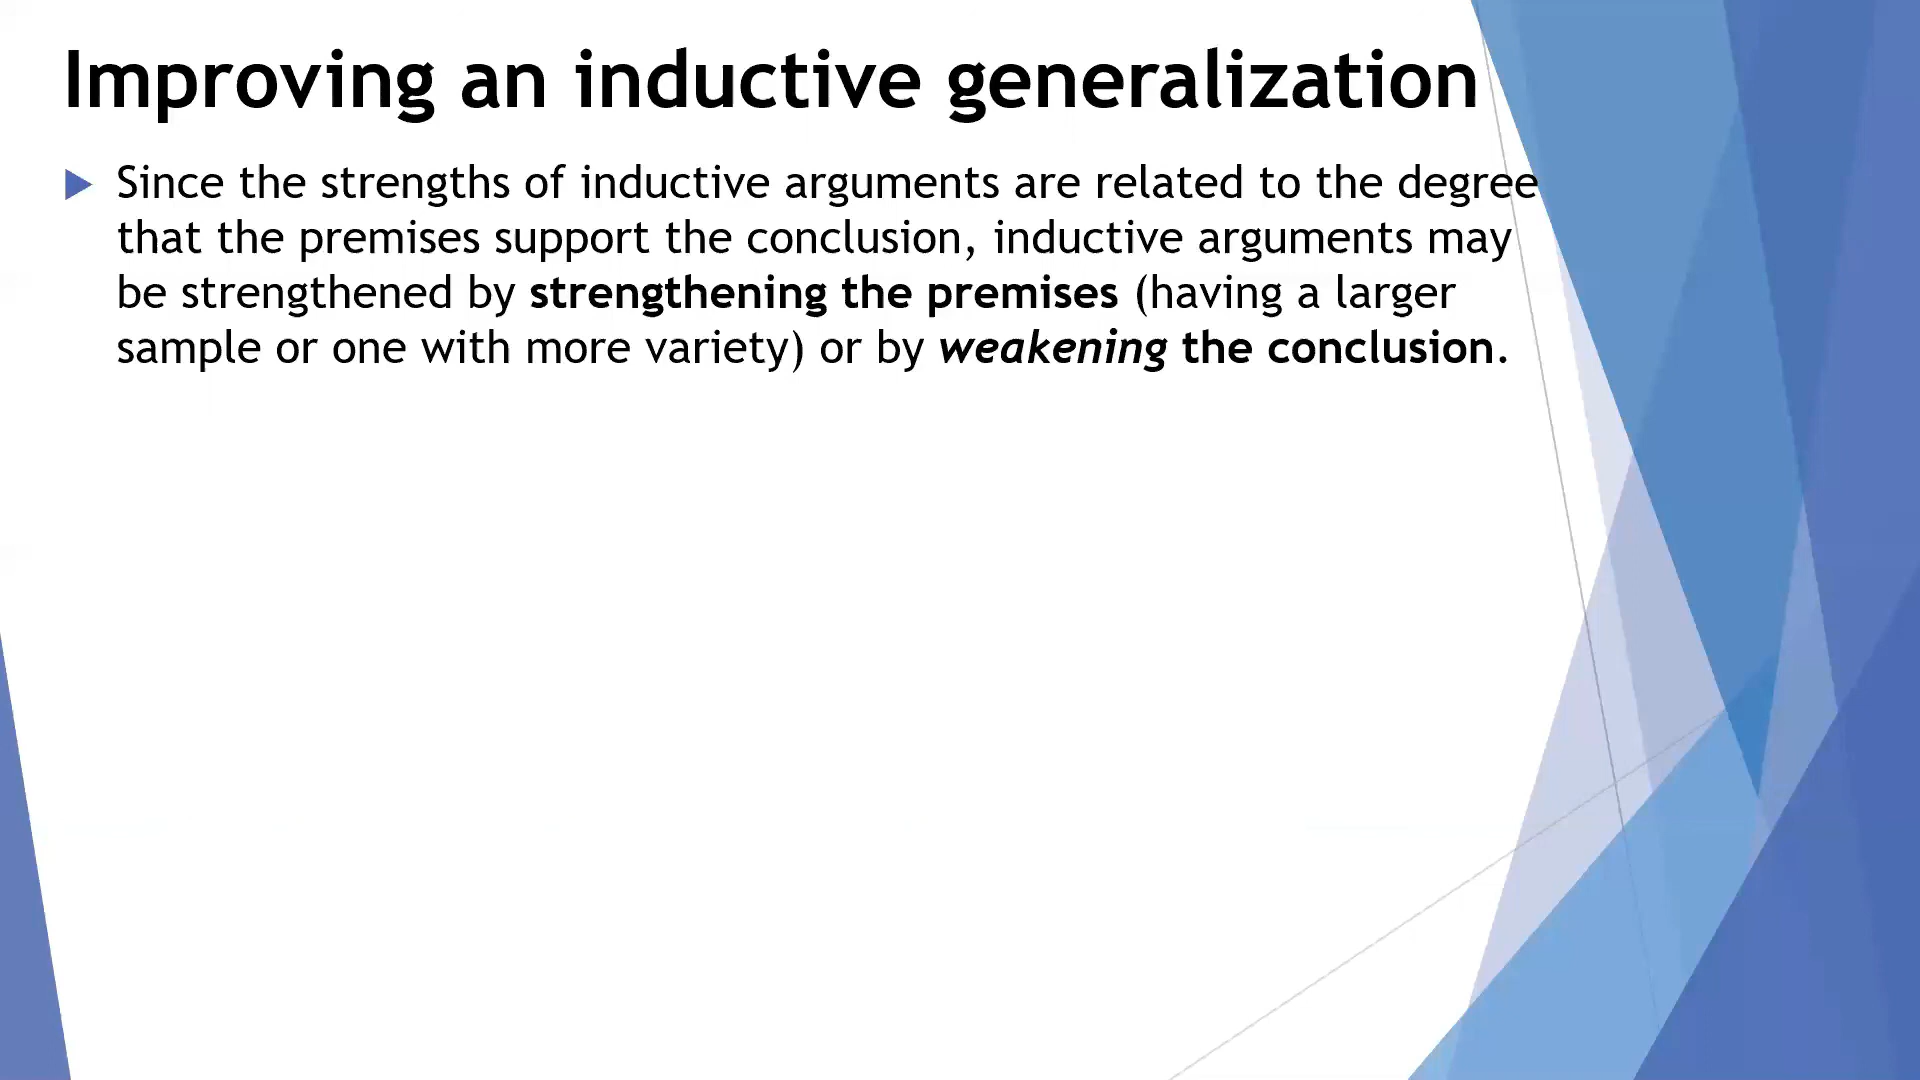 Improving an inductive generalization
Since the strengths of inductive arguments are related to the degree
that the premises support the conclusion, inductive arguments may
be strengthened by strengthening the premises (having a larger
sample or one with more variety) or by weakening the conclusion.